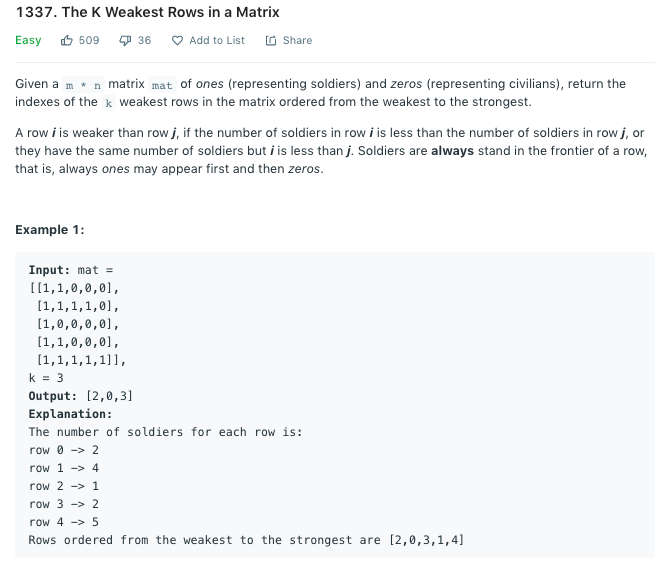 1337. The K Weakest Rows in a Matrix
Easy 509 36 Add to List Share
Given a m * n matrix mat of ones (representing soldiers) and zeros (representing civilians), return the
indexes of the k weakest rows in the matrix ordered from the weakest to the strongest.
A row i is weaker than row j, if the number of soldiers in row i is less than the number of soldiers in row j, or
they have the same number of soldiers but i is less than j. Soldiers are always stand in the frontier of a row,
that is, always ones may appear first and then zeros.
Example 1:
Input: mat =
[[1,1,0,0,0],
[1,1,1,1,0],
[1,0,0,0,0],
[1,1,0,0,0],
[1,1,1,1,1]],
k = 3
Output: [2,0,3]
Explanation:
The number of soldiers for each row is:
row 0 -> 2
row 1 -> 4
row 2 -> 1
row 3 -> 2
row 4 -> 5
Rows ordered from the weakest to the strongest are [2,0,3,1,4]